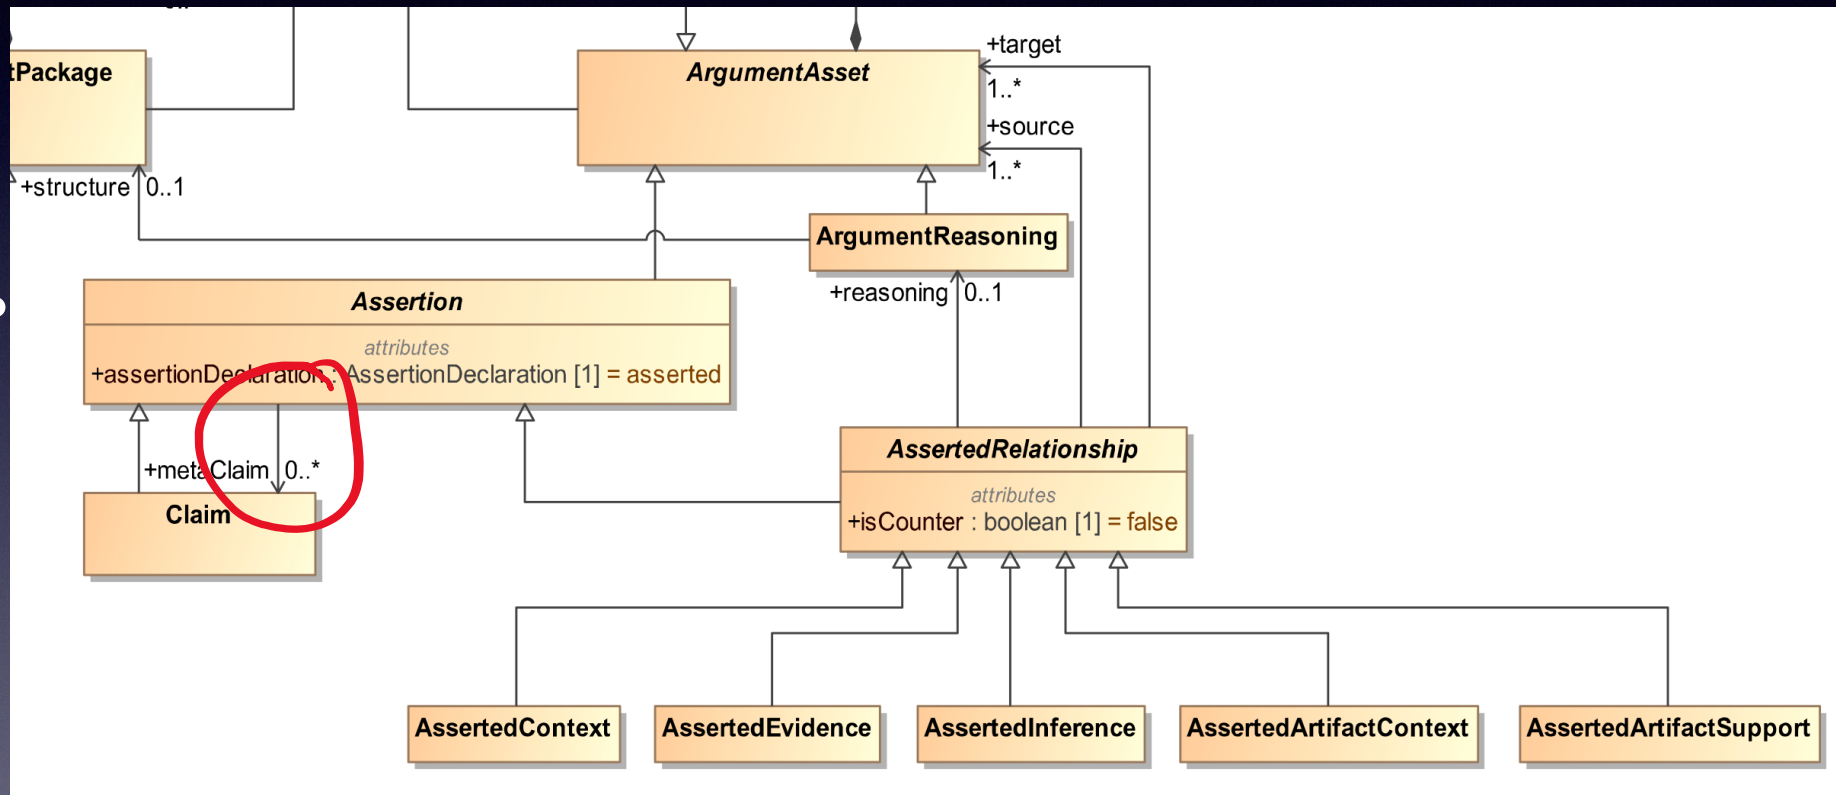 tPackage
ArgumentAsset
+target
1..*
+source
1..*
+structure 0..1
ArgumentReasoning
+reasoning 0..1
Assertion
attributes
+assertionDeclaration : AssertionDeclaration [1] = asserted
+metaClaim 0..*
Claim
AssertedRelationship
attributes
+isCounter : boolean [1] = false
AssertedContext
AssertedEvidence
AssertedInference
AssertedArtifactContext
AssertedArtifactSupport